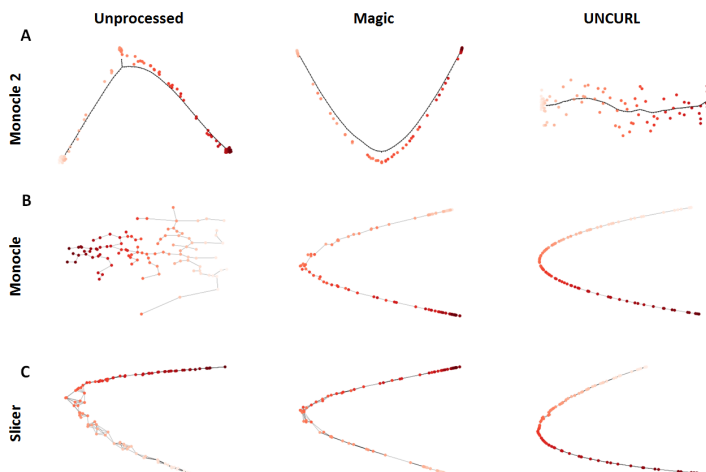 Unprocessed Magic UNCURL
A
Monocle 2
B
Monocle
C
Slicer